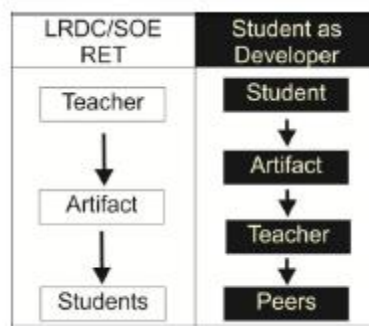 LRDC/SOE
RET
Teacher
Artifact
Students
Student as
Developer
Student
Artifact
Teacher
Peers